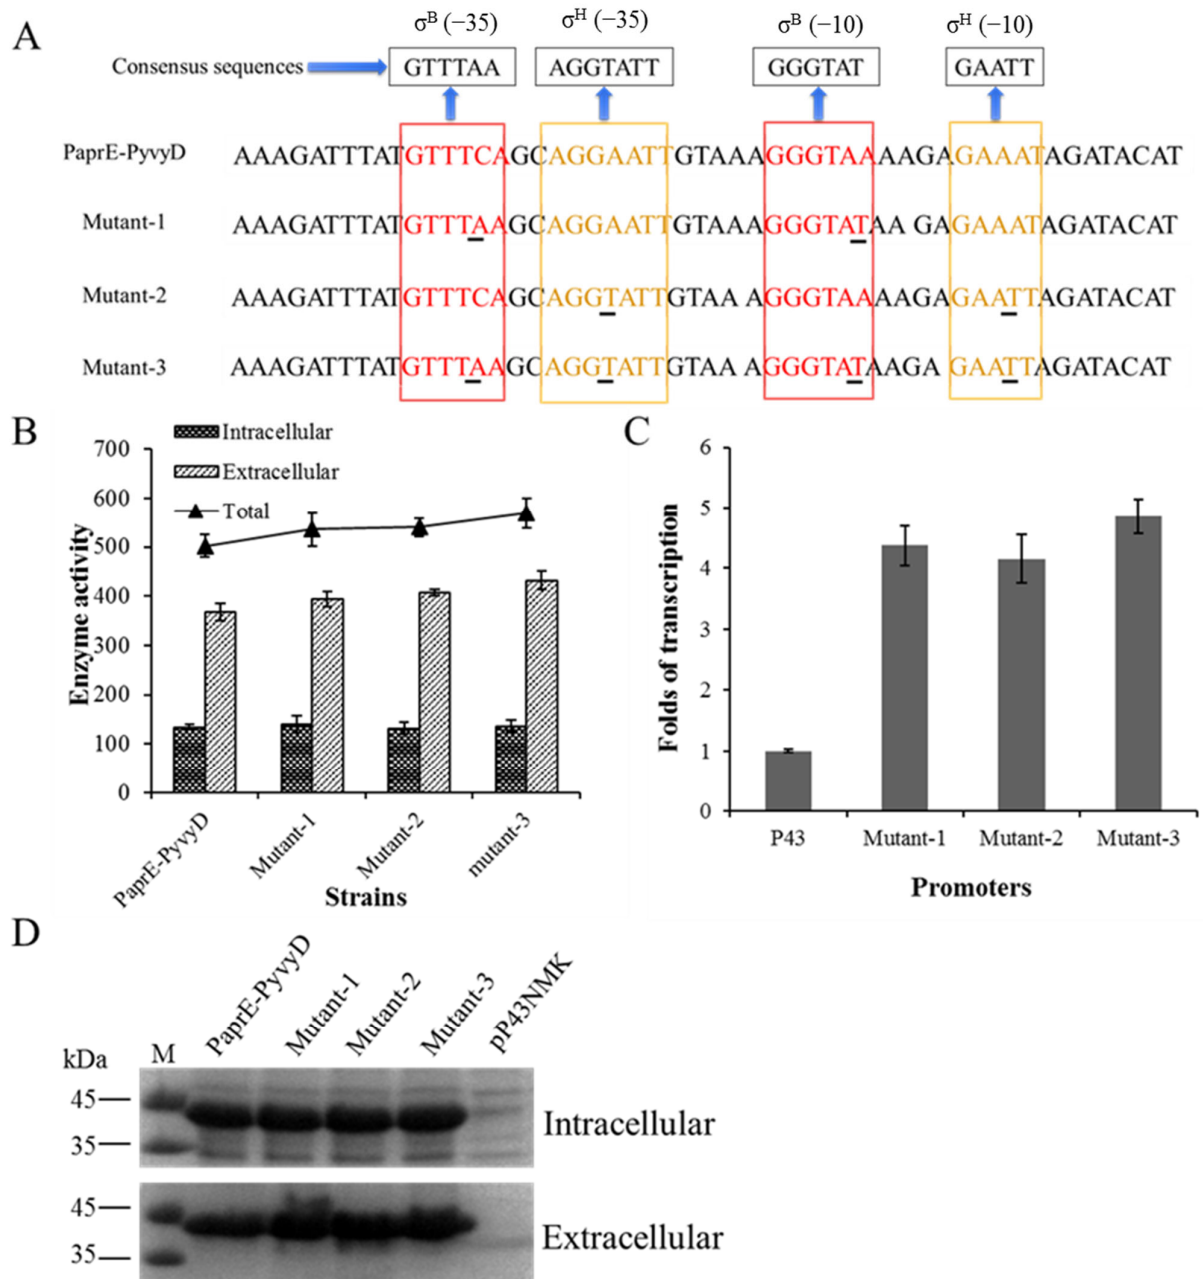 A
σᴮ (−35) σᴴ (−35) σᴮ (−10) σᴴ (−10)
Consensus sequences GTTTAA AGGTATT GGGTAT GAATT
PaprE-PyvyD AAAGATTTATGTTTCAGCAGGAATTGTAAAGGGTAAAAGAGAAATAGATACAT
Mutant-1 AAAGATTTATGTTTAAGCAGGAATTGTAAAGGGTATAA GAGAAATAGATACAT
Mutant-2 AAAGATTTATGTTTCAGCAGGTATTGTAA AGGGTAAAAGAGAATTAGATACAT
Mutant-3 AAAGATTTATGTTTAAGCAGGTATTGTAA AGGGTATAAGA GAATTAGATACAT
B
Intracellular
Extracellular
Total
700
600
500
400
300
200
100
0
Enzyme activity
PaprE-PyvyD Mutant-1 Mutant-2 mutant-3
Strains
C
6
5
4
3
2
1
0
Folds of transcription
P43 Mutant-1 Mutant-2 Mutant-3
Promoters
D
kDa M PaprE-PyvyD Mutant-1 Mutant-2 Mutant-3 pP43NMK
45
35
Intracellular
45
35
Extracellular